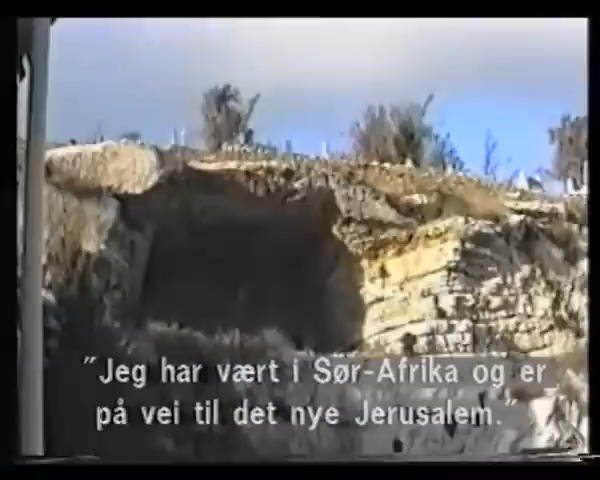 "Jeg har vært i Sør-Afrika og er
på vei til det nye Jerusalem."